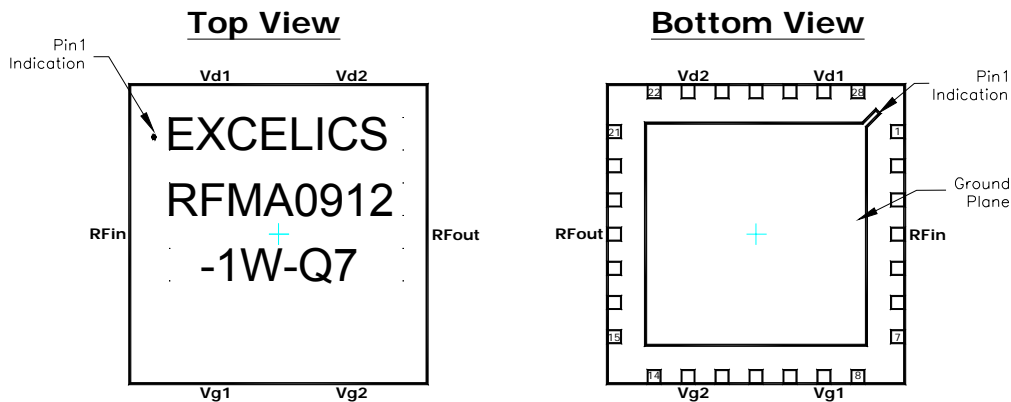 Top View
Pin1
Indication
Vd1
Vd2
EXCELICS
RFMA0912
-1W-Q7
RFin
RFout
Vg1
Vg2
Bottom View
Vd2
Vd1
Pin1
Indication
22
28
21
1
Ground
Plane
RFout
RFin
15
7
14
8
Vg2
Vg1